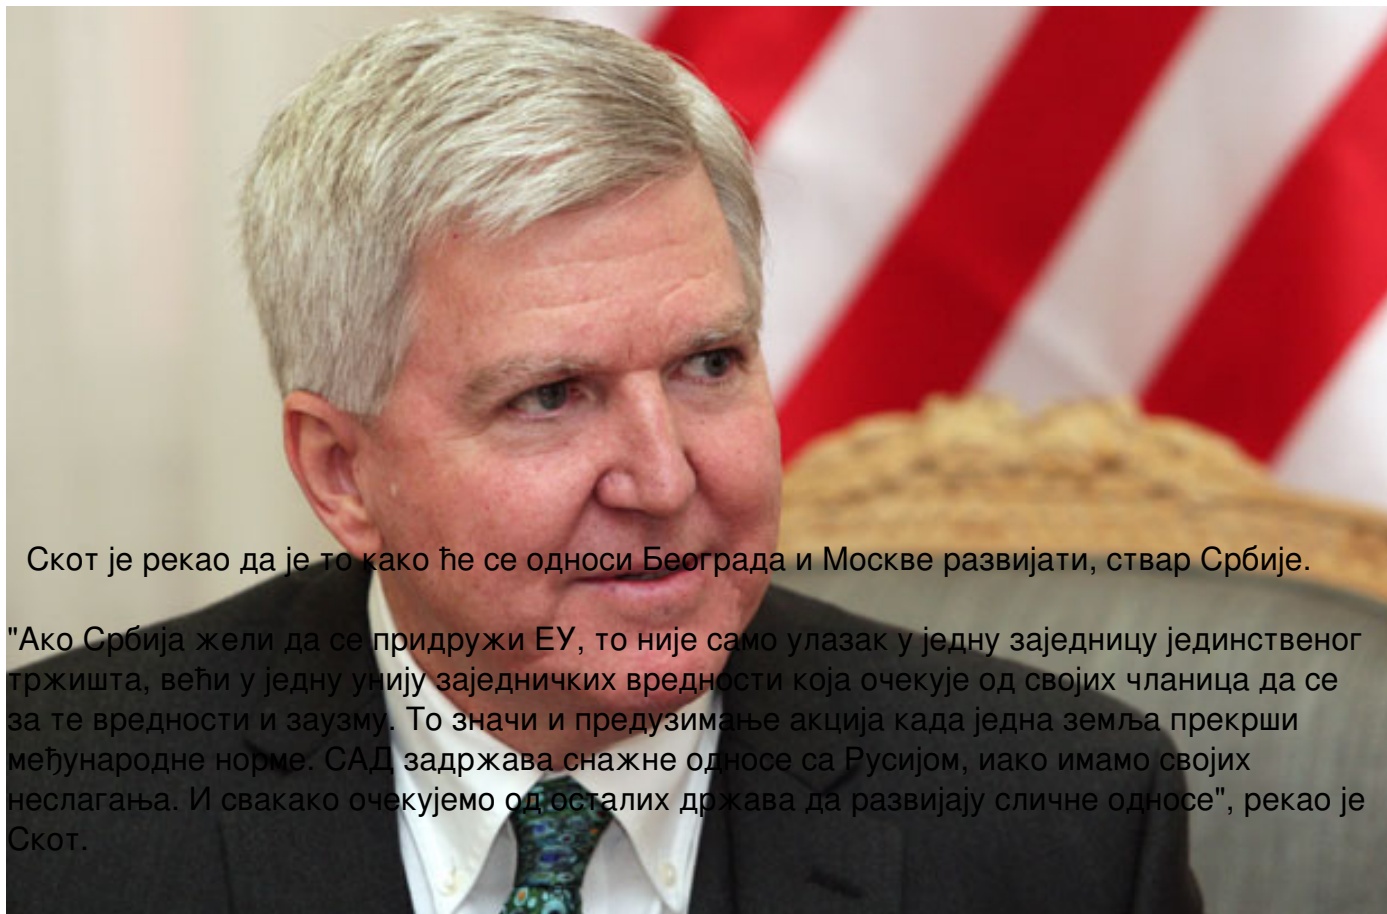 Скот је рекао да је то како ће се односи Београда и Москве развијати, ствар Србије.
"Ако Србија жели да се придружи ЕУ, то није само улазак у једну заједницу јединственог
тржишта, већи у једну унију заједничких вредности која очекује од својих чланица да се
за те вредности и заузму. То значи и предузимање акција када једна земља прекрши
међународне норме. САД задржава снажне односе са Русијом, иако имамо својих
неслагања. И свакако очекујемо од осталих држава да развијају сличне односе", рекао је
Скот.